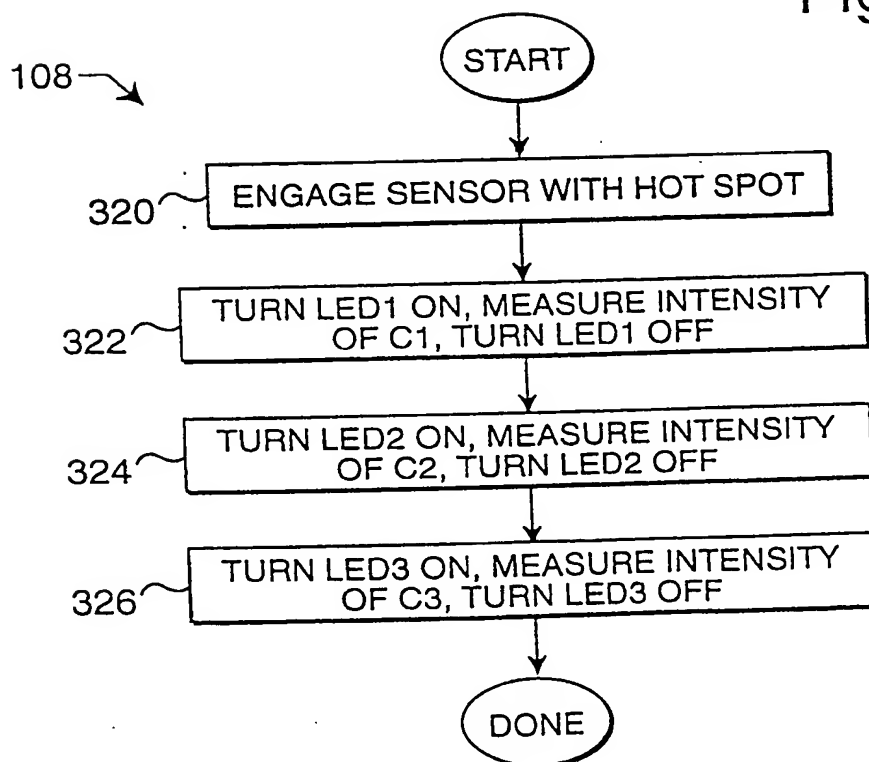 Fig
START
108
ENGAGE SENSOR WITH HOT SPOT
320
TURN LED1 ON, MEASURE INTENSITY
OF C1, TURN LED1 OFF
322
TURN LED2 ON, MEASURE INTENSITY
OF C2, TURN LED2 OFF
324
TURN LED3 ON, MEASURE INTENSITY
OF C3, TURN LED3 OFF
326
DONE